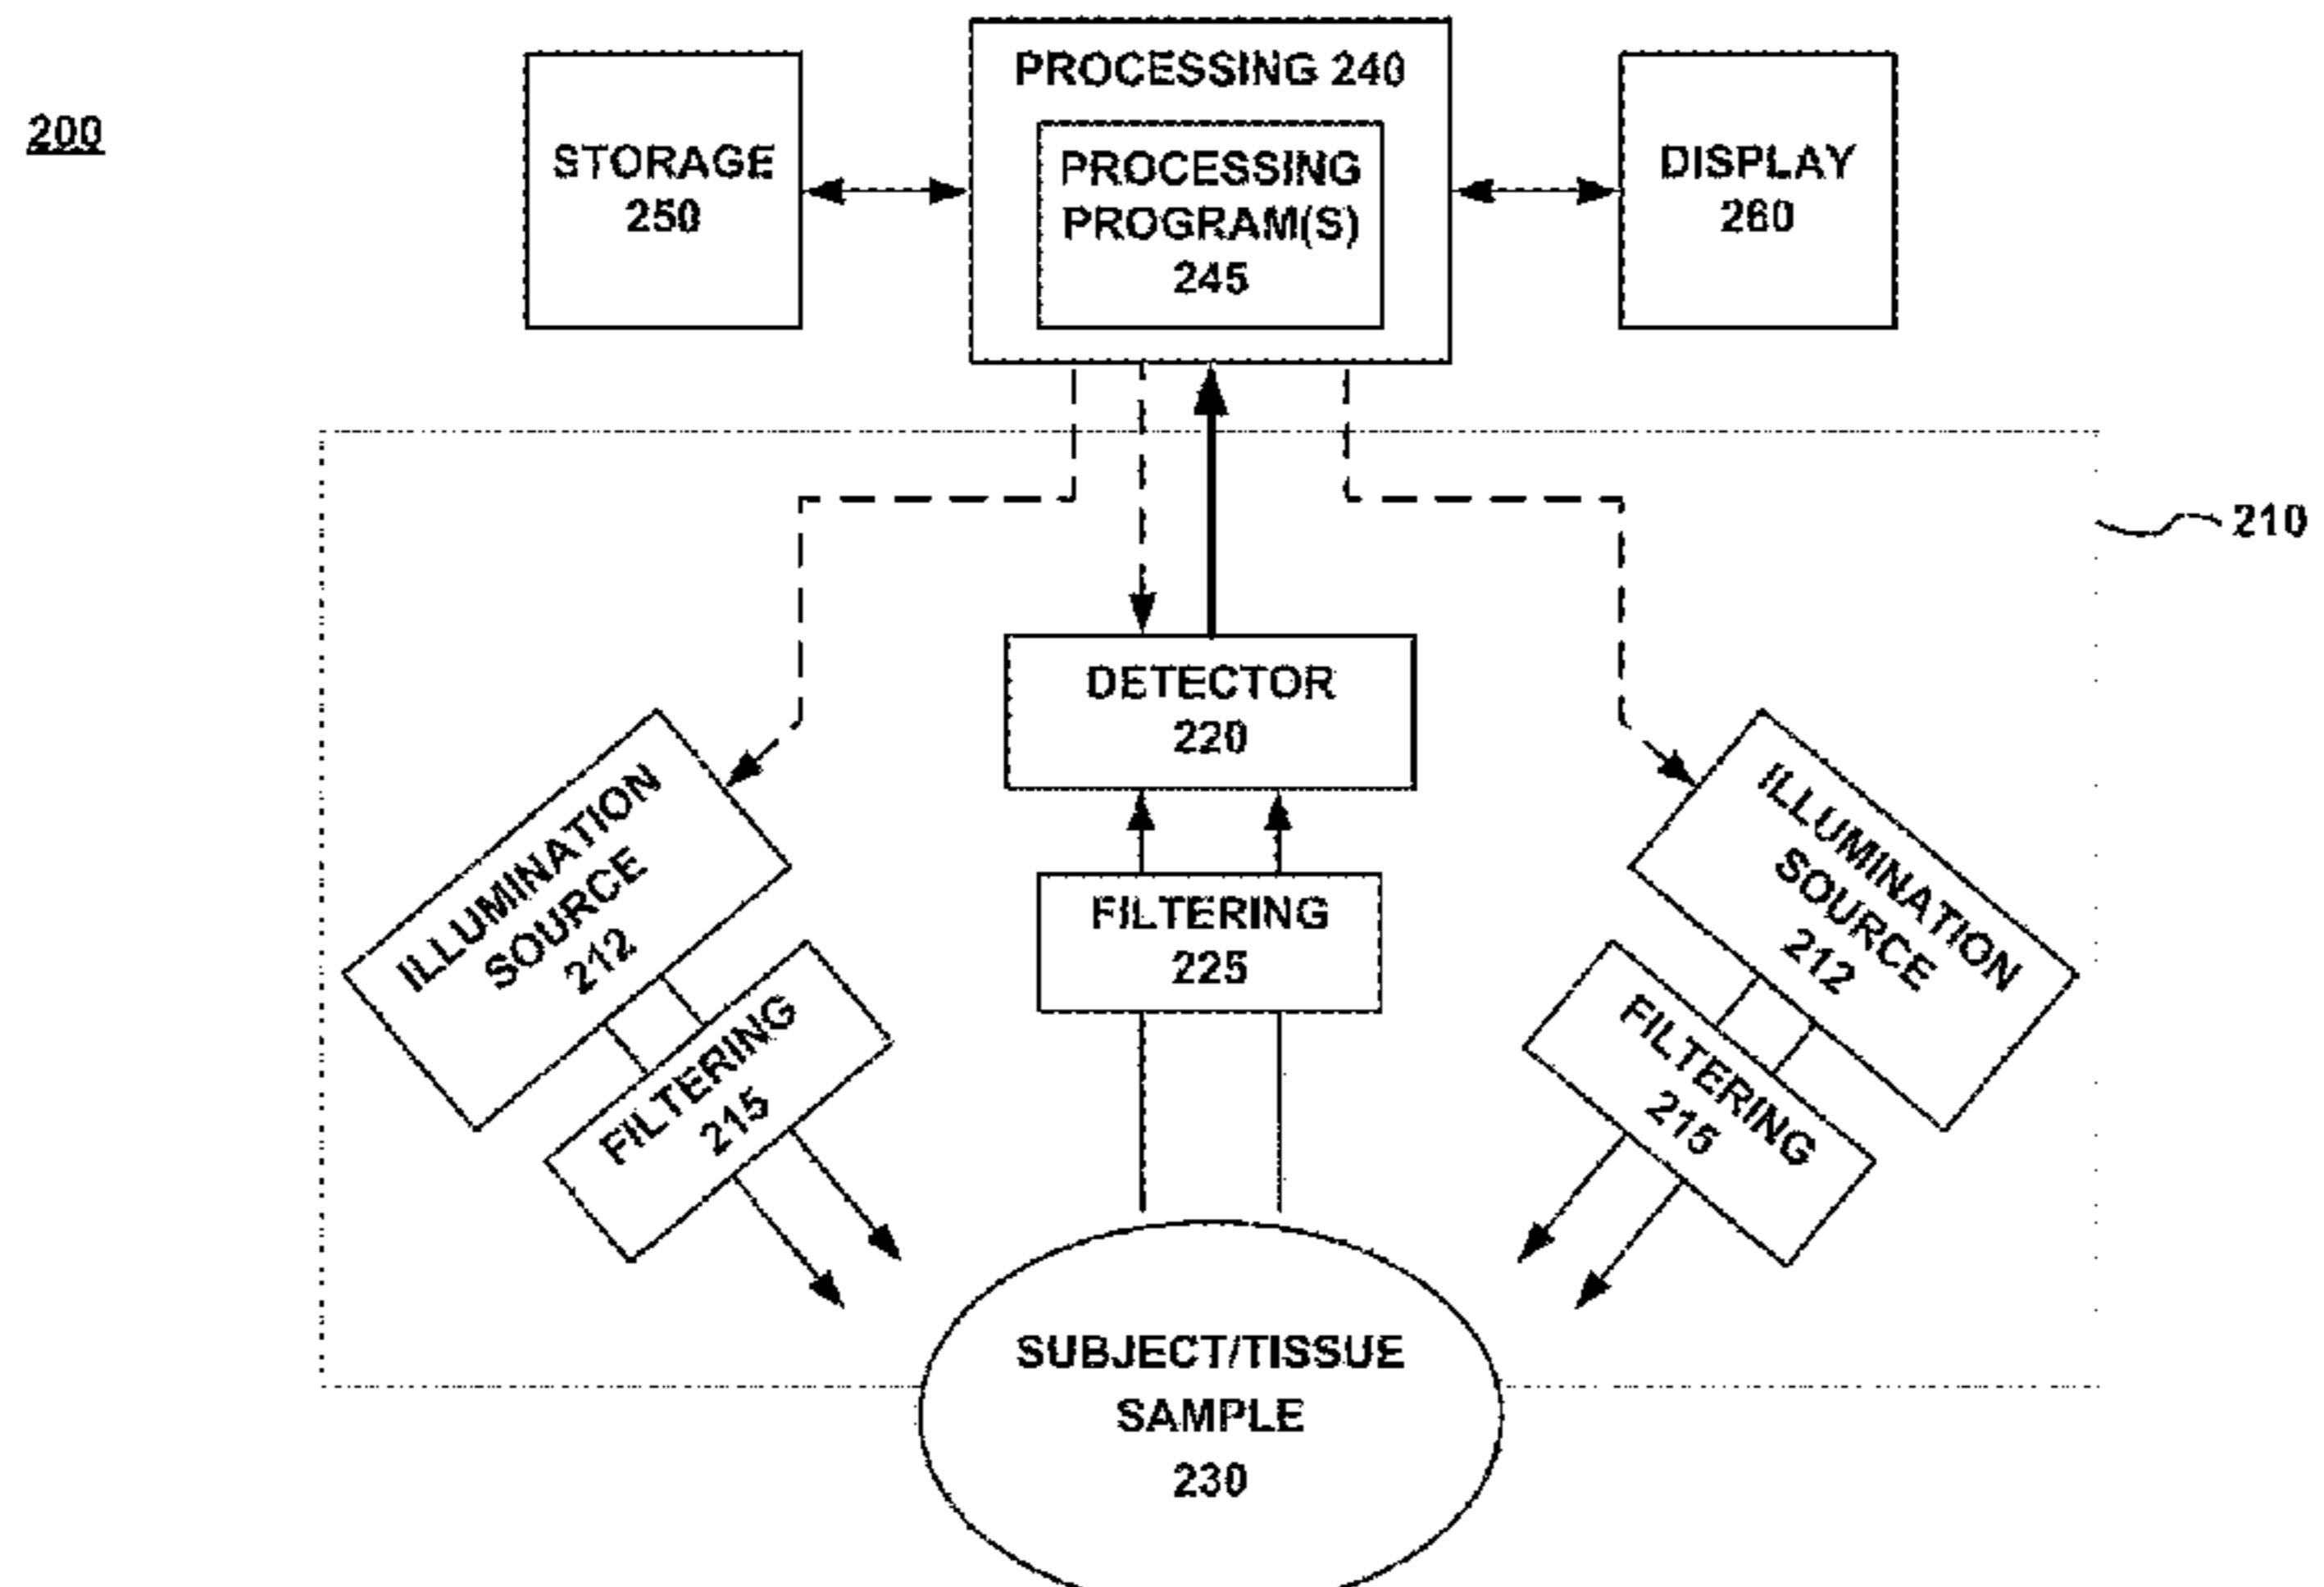 200
STORAGE
250
PROCESSING 240
PROCESSING
PROGRAM(S)
245
DISPLAY
260
210
DETECTOR
220
ILLUMINATION
SOURCE
212
FILTERING
215
FILTERING
225
ILLUMINATION
SOURCE
212
FILTERING
215
SUBJECT/TISSUE
SAMPLE
230